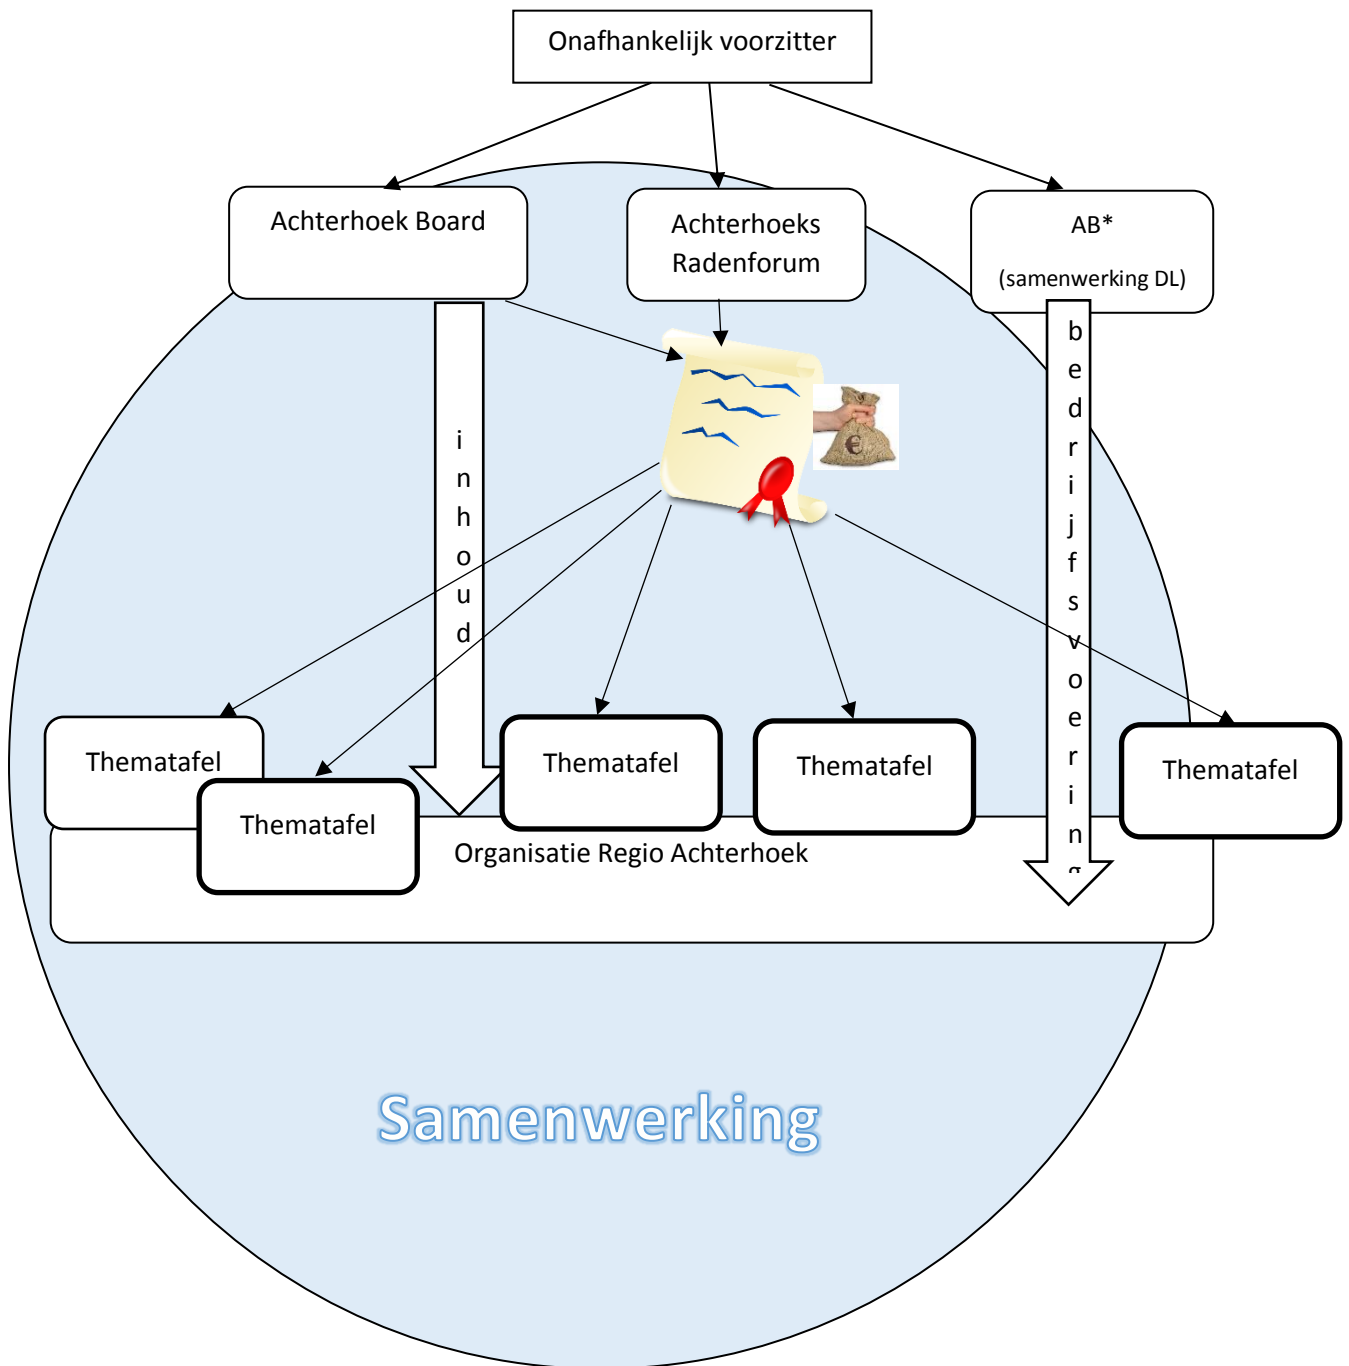 Onafhankelijk voorzitter
Achterhoek Board
Achterhoeks
Radenforum
AB*
(samenwerking DL)
inhoud
€
bedrijfsvoering
Thematafel
Thematafel
Thematafel
Thematafel
Thematafel
Organisatie Regio Achterhoek
Samenwerking